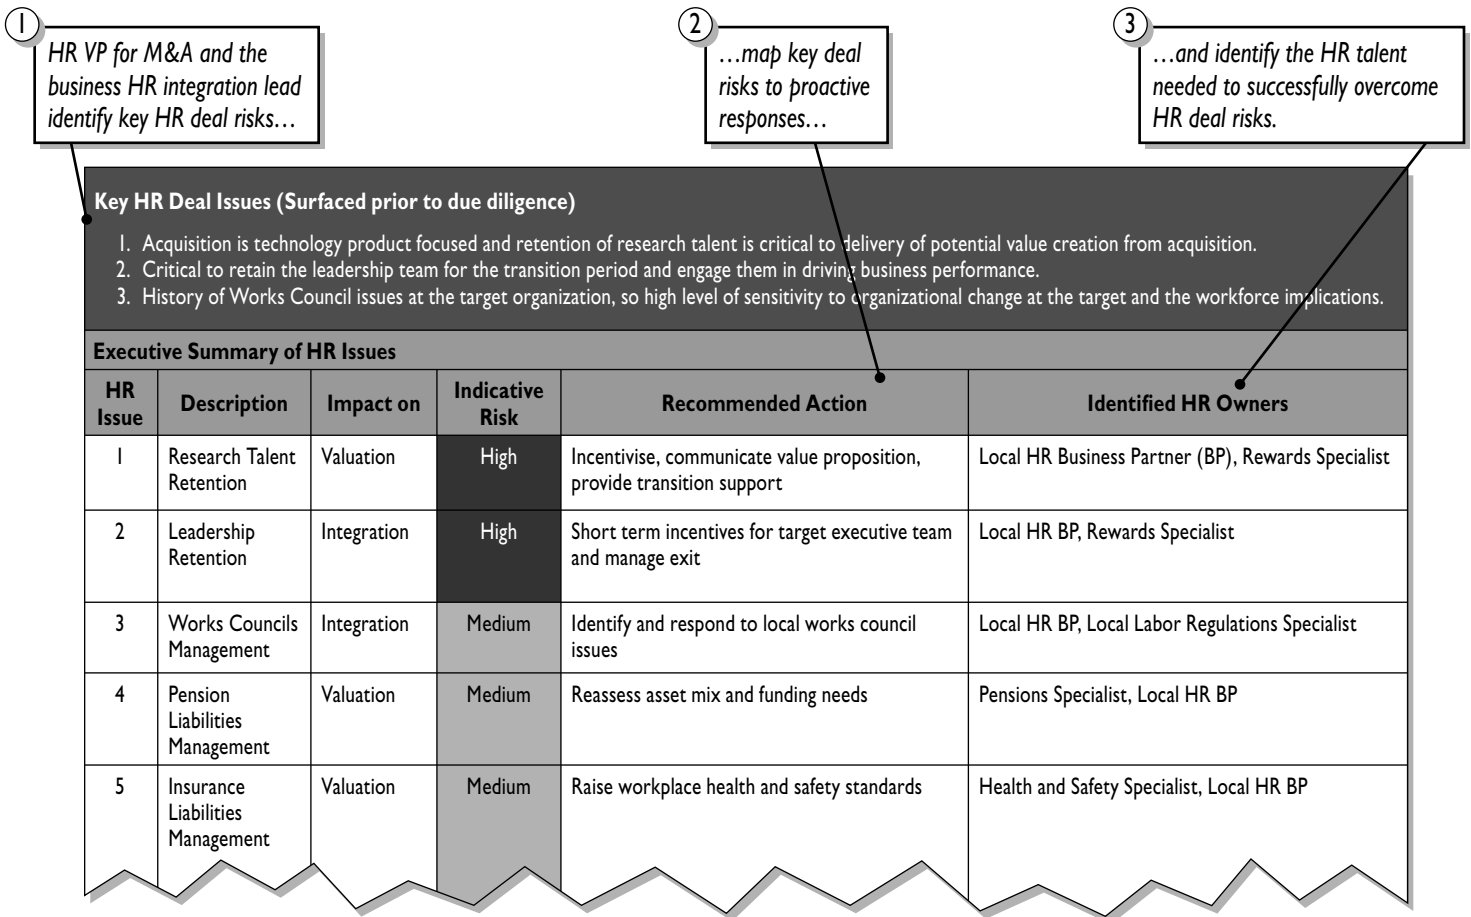 1
HR VP for M&A and the
business HR integration lead
identify key HR deal risks…
2
…map key deal
risks to proactive
responses…
3
…and identify the HR talent
needed to successfully overcome
HR deal risks.
Key HR Deal Issues (Surfaced prior to due diligence)
1. Acquisition is technology product focused and retention of research talent is critical to delivery of potential value creation from acquisition.
2. Critical to retain the leadership team for the transition period and engage them in driving business performance.
3. History of Works Council issues at the target organization, so high level of sensitivity to organizational change at the target and the workforce implications.
Executive Summary of HR Issues
HR
Issue
Description
Impact on
Indicative
Risk
Recommended Action
Identified HR Owners
1
Research Talent
Retention
Valuation
High
Incentivise, communicate value proposition,
provide transition support
Local HR Business Partner (BP), Rewards Specialist
2
Leadership
Retention
Integration
High
Short term incentives for target executive team
and manage exit
Local HR BP, Rewards Specialist
3
Works Councils
Management
Integration
Medium
Identify and respond to local works council
issues
Local HR BP, Local Labor Regulations Specialist
4
Pension
Liabilities
Management
Valuation
Medium
Reassess asset mix and funding needs
Pensions Specialist, Local HR BP
5
Insurance
Liabilities
Management
Valuation
Medium
Raise workplace health and safety standards
Health and Safety Specialist, Local HR BP